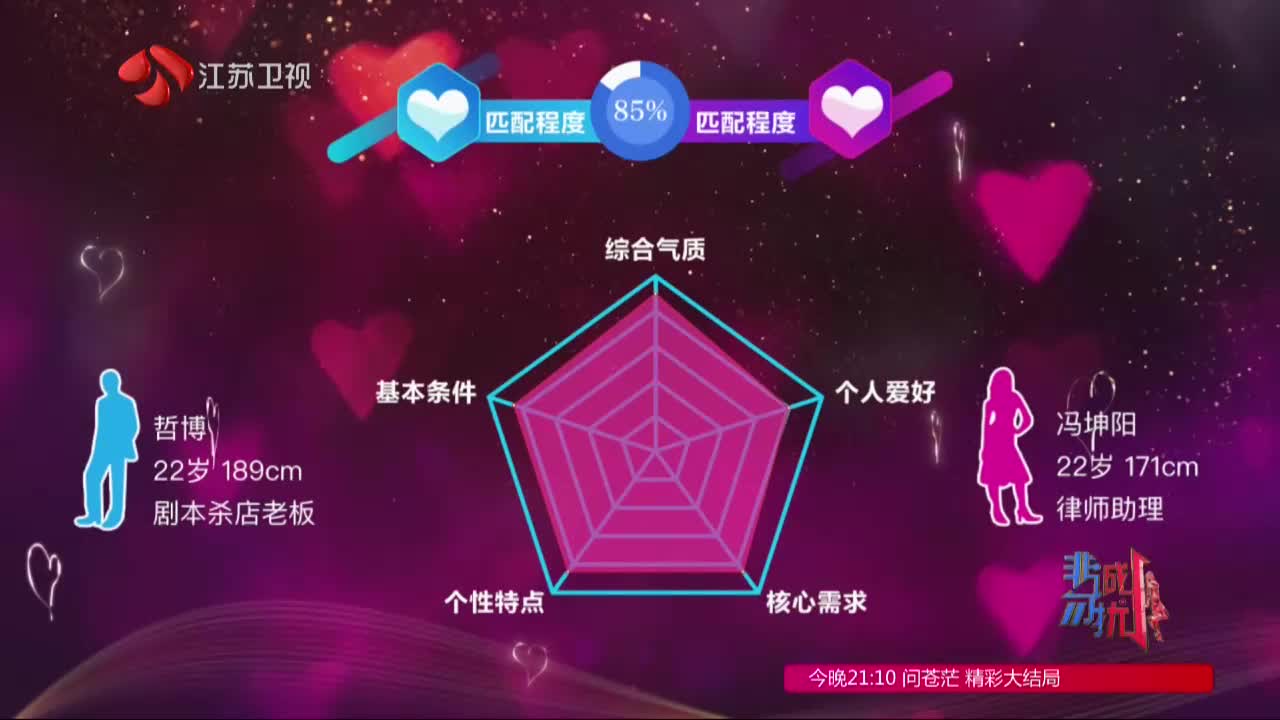 江苏卫视
匹配程度
85%
匹配程度
综合气质
基本条件
个人爱好
哲博
22岁 189cm
剧本杀店老板
冯坤阳
22岁 171cm
律师助理
个性特点
核心需求
非诚勿扰
今晚21:10 问苍茫 精彩大结局